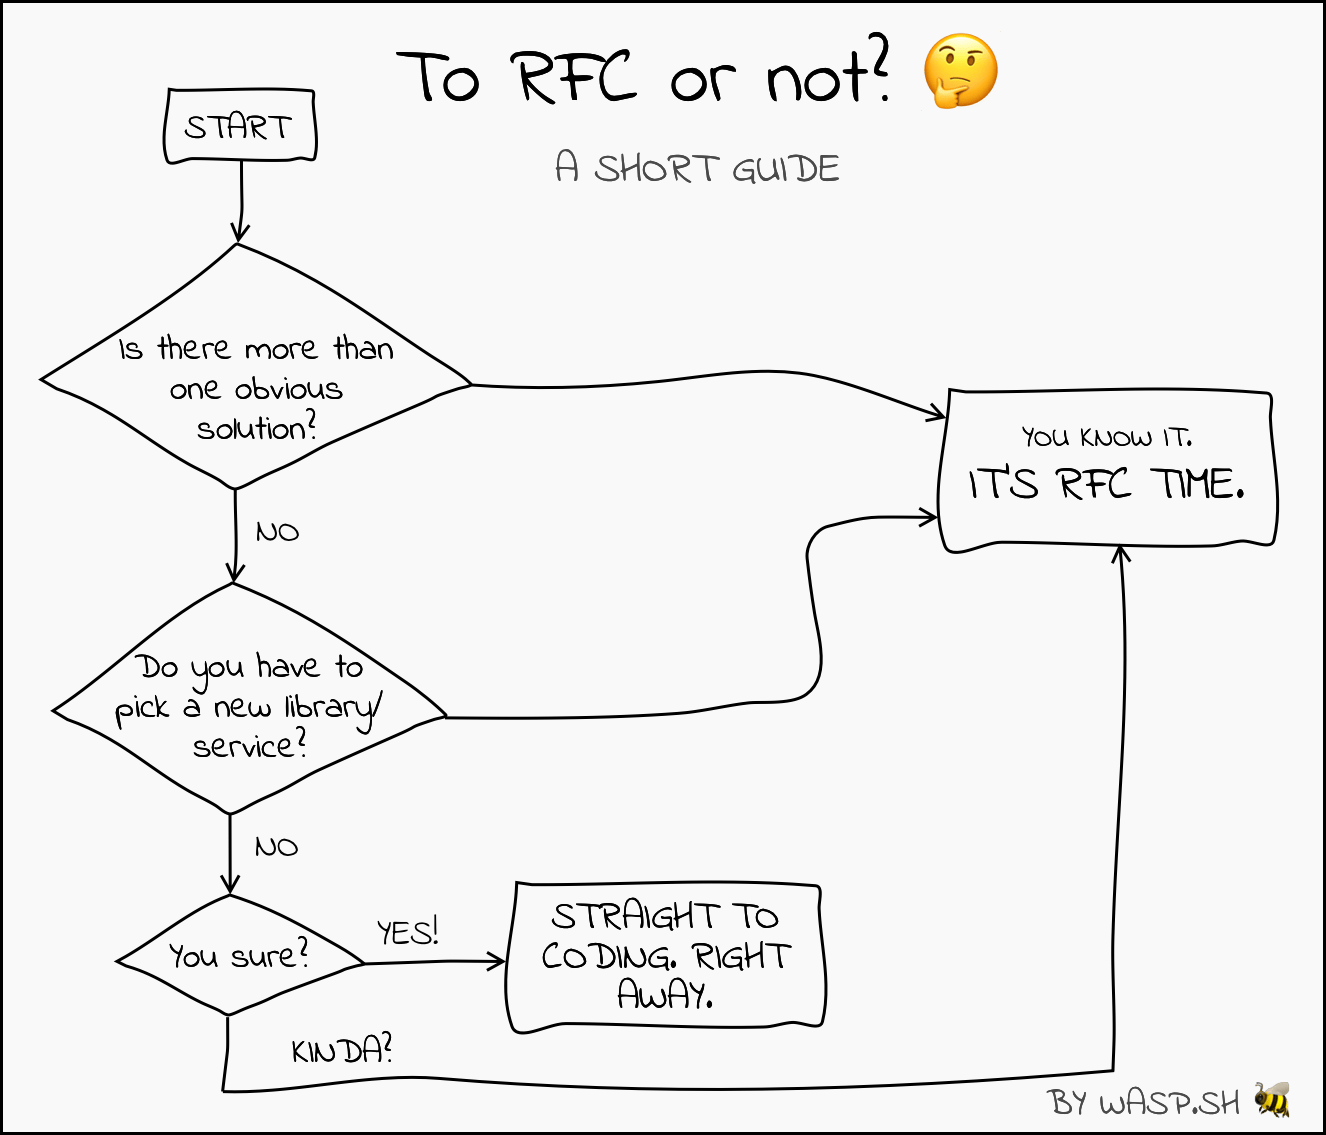 To RFC or not? 🤔
A SHORT GUIDE
START
Is there more than
one obvious
solution?
YOU KNOW IT.
IT'S RFC TIME.
NO
Do you have to
pick a new library/
service?
NO
You sure?
YES!
STRAIGHT TO
CODING. RIGHT
AWAY.
KINDA?
BY WASP.SH 🐝